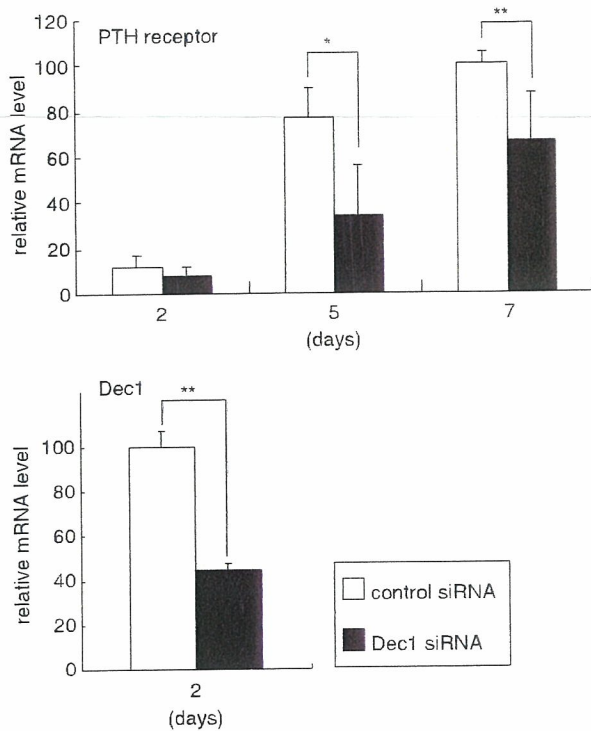 PTH receptor
relative mRNA level
120
100
80
60
40
20
0
*
**
2 5 7
(days)
Dec1
relative mRNA level
100
80
60
40
20
0
**
2
(days)
control siRNA
Dec1 siRNA